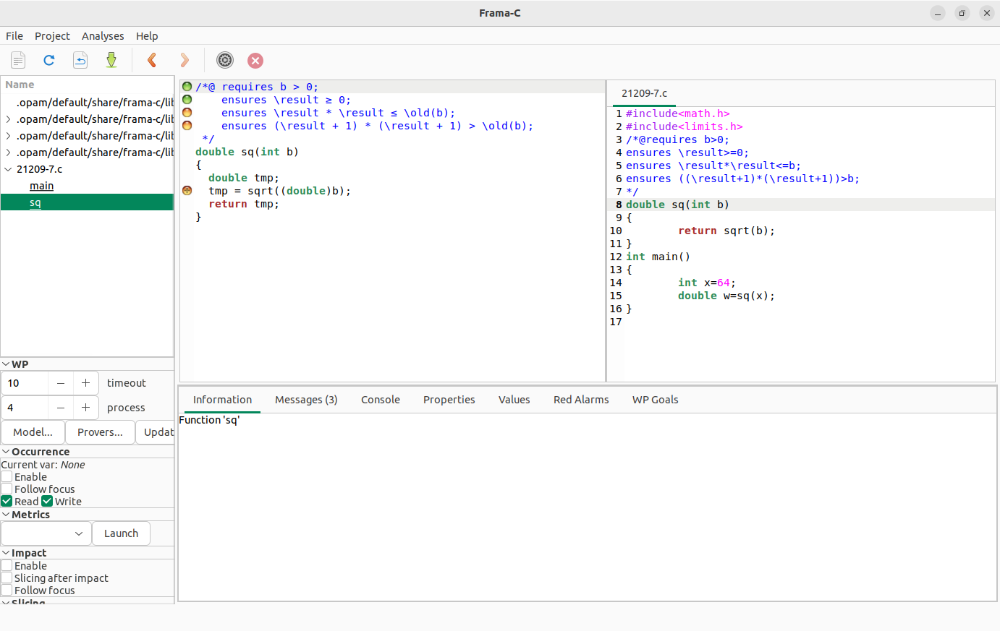 Frama-C
File Project Analyses Help
Name
.opam/default/share/frama-c/lib
.opam/default/share/frama-c/lib
.opam/default/share/frama-c/lib
.opam/default/share/frama-c/lib
21209-7.c
main
sq
/*@ requires b > 0;
ensures \result ≥ 0;
ensures \result * \result ≤ \old(b);
ensures (\result + 1) * (\result + 1) > \old(b);
*/
double sq(int b)
{
double tmp;
tmp = sqrt((double)b);
return tmp;
}
21209-7.c
1 #include<math.h>
2 #include<limits.h>
3 /*@requires b>0;
4 ensures \result>=0;
5 ensures \result*\result<=b;
6 ensures ((\result+1)*(\result+1))>b;
7 */
8 double sq(int b)
9 {
10 return sqrt(b);
11 }
12 int main()
13 {
14 int x=64;
15 double w=sq(x);
16 }
17
WP
10 timeout
4 process
Model... Provers... Updat
Occurrence
Current var: None
Enable
Follow focus
Read Write
Metrics
Launch
Impact
Enable
Slicing after impact
Follow focus
Slicing
Information Messages (3) Console Properties Values Red Alarms WP Goals
Function 'sq'